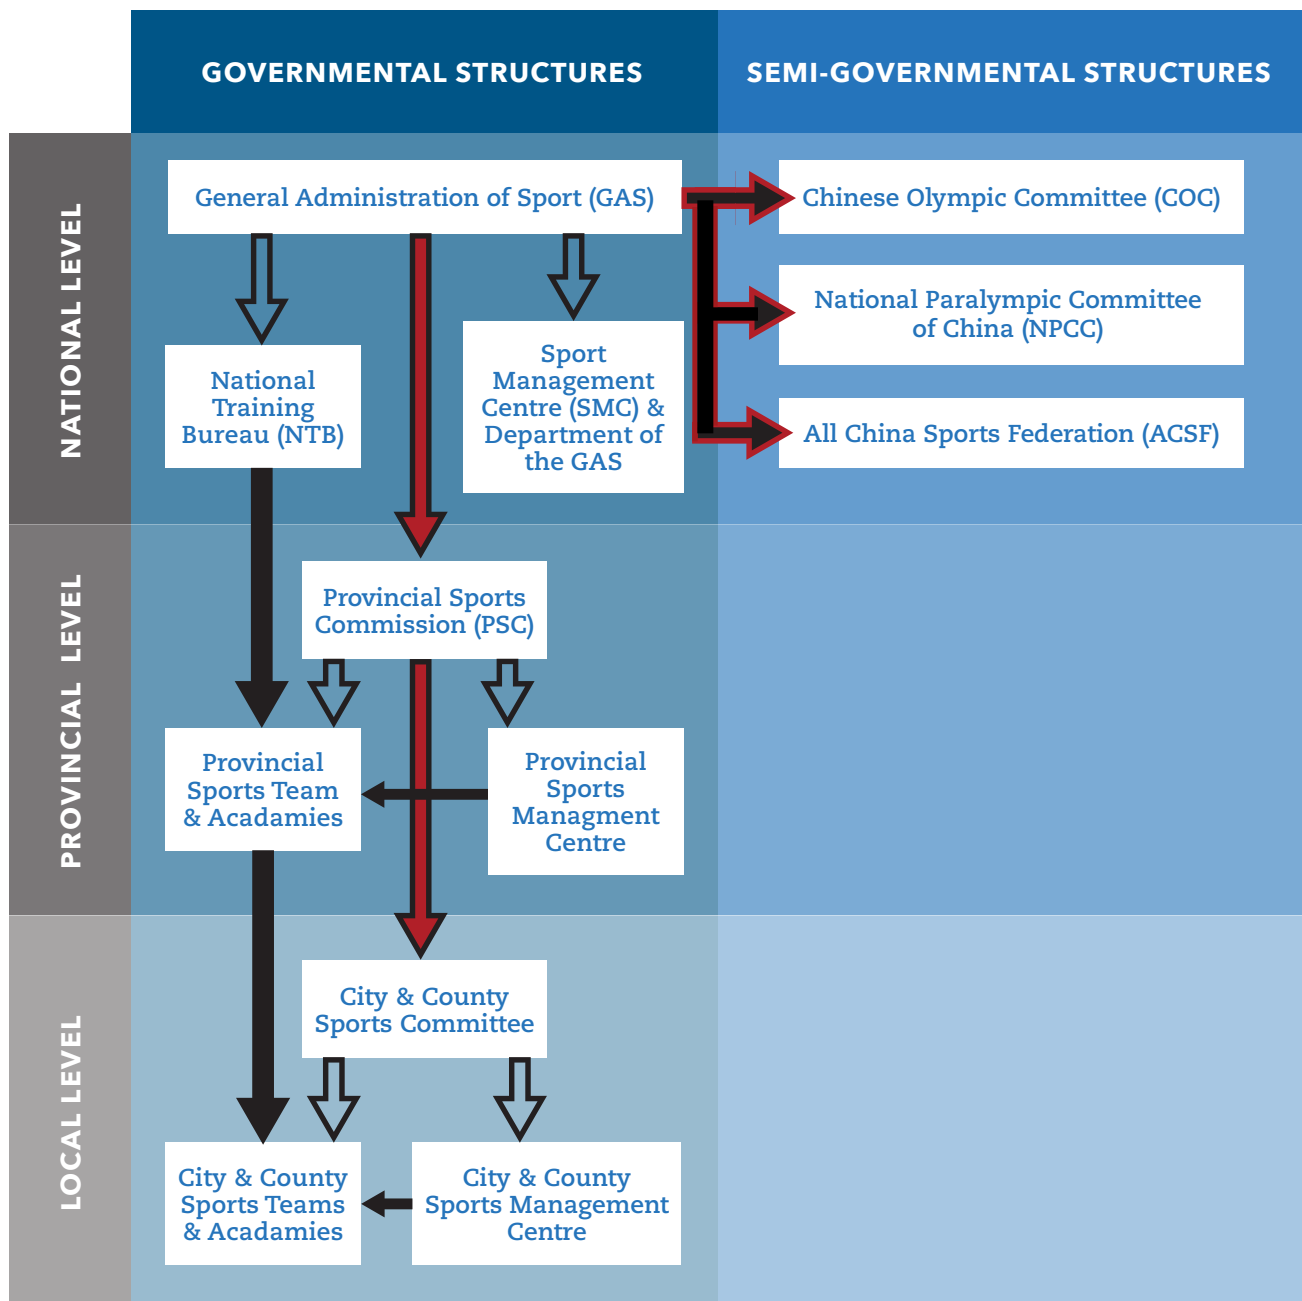 GOVERNMENTAL STRUCTURES
SEMI-GOVERNMENTAL STRUCTURES
NATIONAL LEVEL
General Administration of Sport (GAS)
Chinese Olympic Committee (COC)
National Paralympic Committee
of China (NPCC)
All China Sports Federation (ACSF)
National
Training
Bureau (NTB)
Sport
Management
Centre (SMC) &
Department of
the GAS
PROVINCIAL LEVEL
Provincial Sports
Commission (PSC)
Provincial
Sports Team
& Acadamies
Provincial
Sports
Managment
Centre
LOCAL LEVEL
City & County
Sports Committee
City & County
Sports Teams
& Acadamies
City & County
Sports Management
Centre